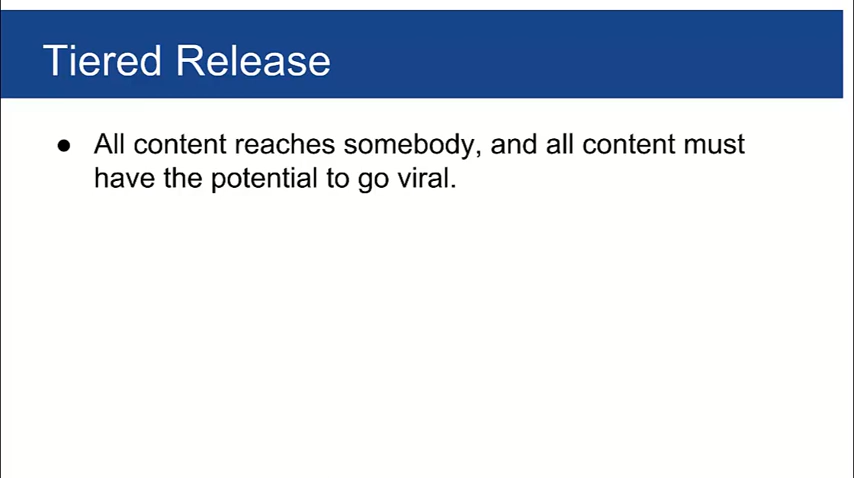 Tiered Release
● All content reaches somebody, and all content must
have the potential to go viral.